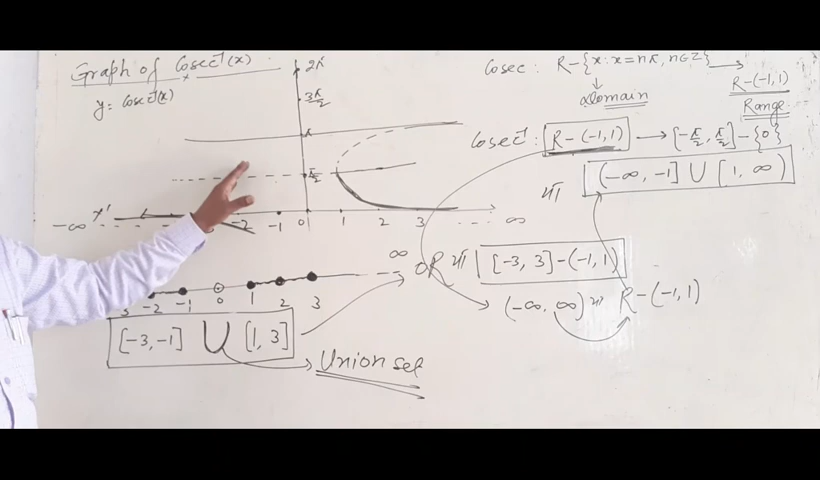 Graph of Cosec⁻¹(x)
y = Cosec⁻¹(x)
2π
3π/2
π
π/2
-∞ x' -2 -1 0 1 2 3 ∞
3 -2 -1 0 1 2 3 ∞
[-3, -1] ∪ [1, 3]
Union set
Cosec : R - {x : x = nπ, n∈Z} →
Domain
R - (-1, 1)
Range
Cosec⁻¹ : R - (-1, 1) → [-π/2, π/2] - {0}
या (-∞, -1] ∪ [1, ∞)
OR या [-3, 3] - (-1, 1)
(-∞, ∞) या R - (-1, 1)